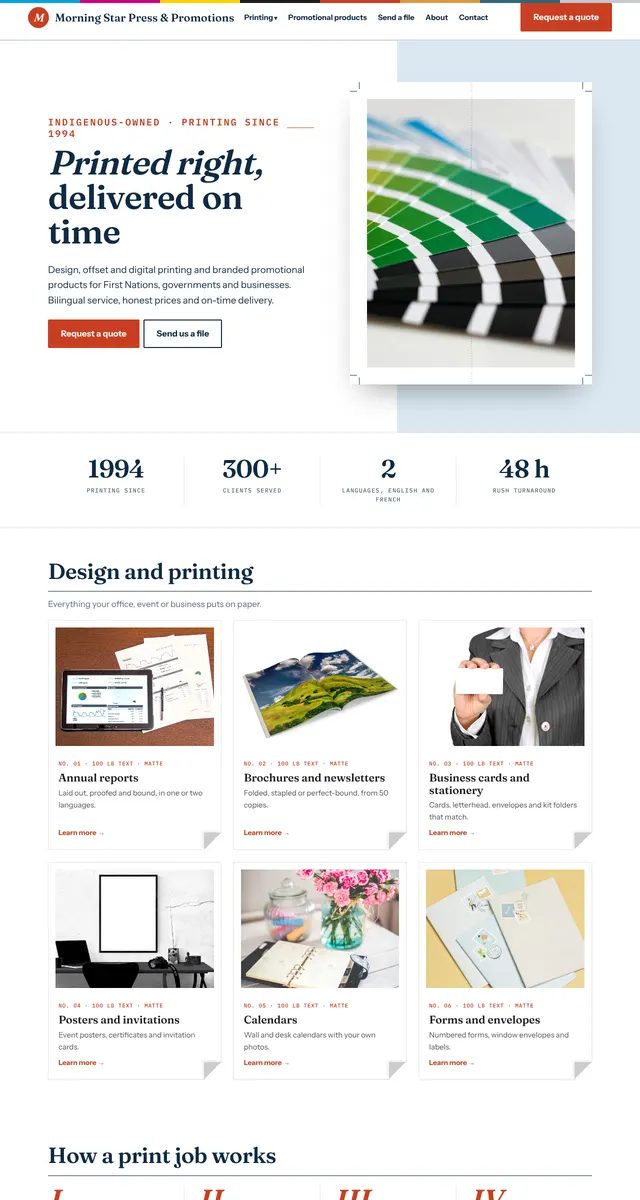 M Morning Star Press & Promotions Printing ▾ Promotional products Send a file About Contact Request a quote
INDIGENOUS-OWNED · PRINTING SINCE
1994
Printed right,
delivered on
time
Design, offset and digital printing and branded promotional
products for First Nations, governments and businesses.
Bilingual service, honest prices and on-time delivery.
Request a quote Send us a file
1994 300+ 2 48 h
PRINTING SINCE CLIENTS SERVED LANGUAGES, ENGLISH AND RUSH TURNAROUND
FRENCH
Design and printing
Everything your office, event or business puts on paper.
NO. 01 · 100 LB TEXT · MATTE
Annual reports
Laid out, proofed and bound, in one or two
languages.
Learn more →
NO. 02 · 100 LB TEXT · MATTE
Brochures and newsletters
Folded, stapled or perfect-bound, from 50
copies.
Learn more →
NO. 03 · 100 LB TEXT · MATTE
Business cards and
stationery
Cards, letterhead, envelopes and kit folders
that match.
Learn more →
NO. 04 · 100 LB TEXT · MATTE
Posters and invitations
Event posters, certificates and invitation
cards.
Learn more →
NO. 05 · 100 LB TEXT · MATTE
Calendars
Wall and desk calendars with your own
photos.
Learn more →
NO. 06 · 100 LB TEXT · MATTE
Forms and envelopes
Numbered forms, window envelopes and
labels.
Learn more →
How a print job works
I II III IV